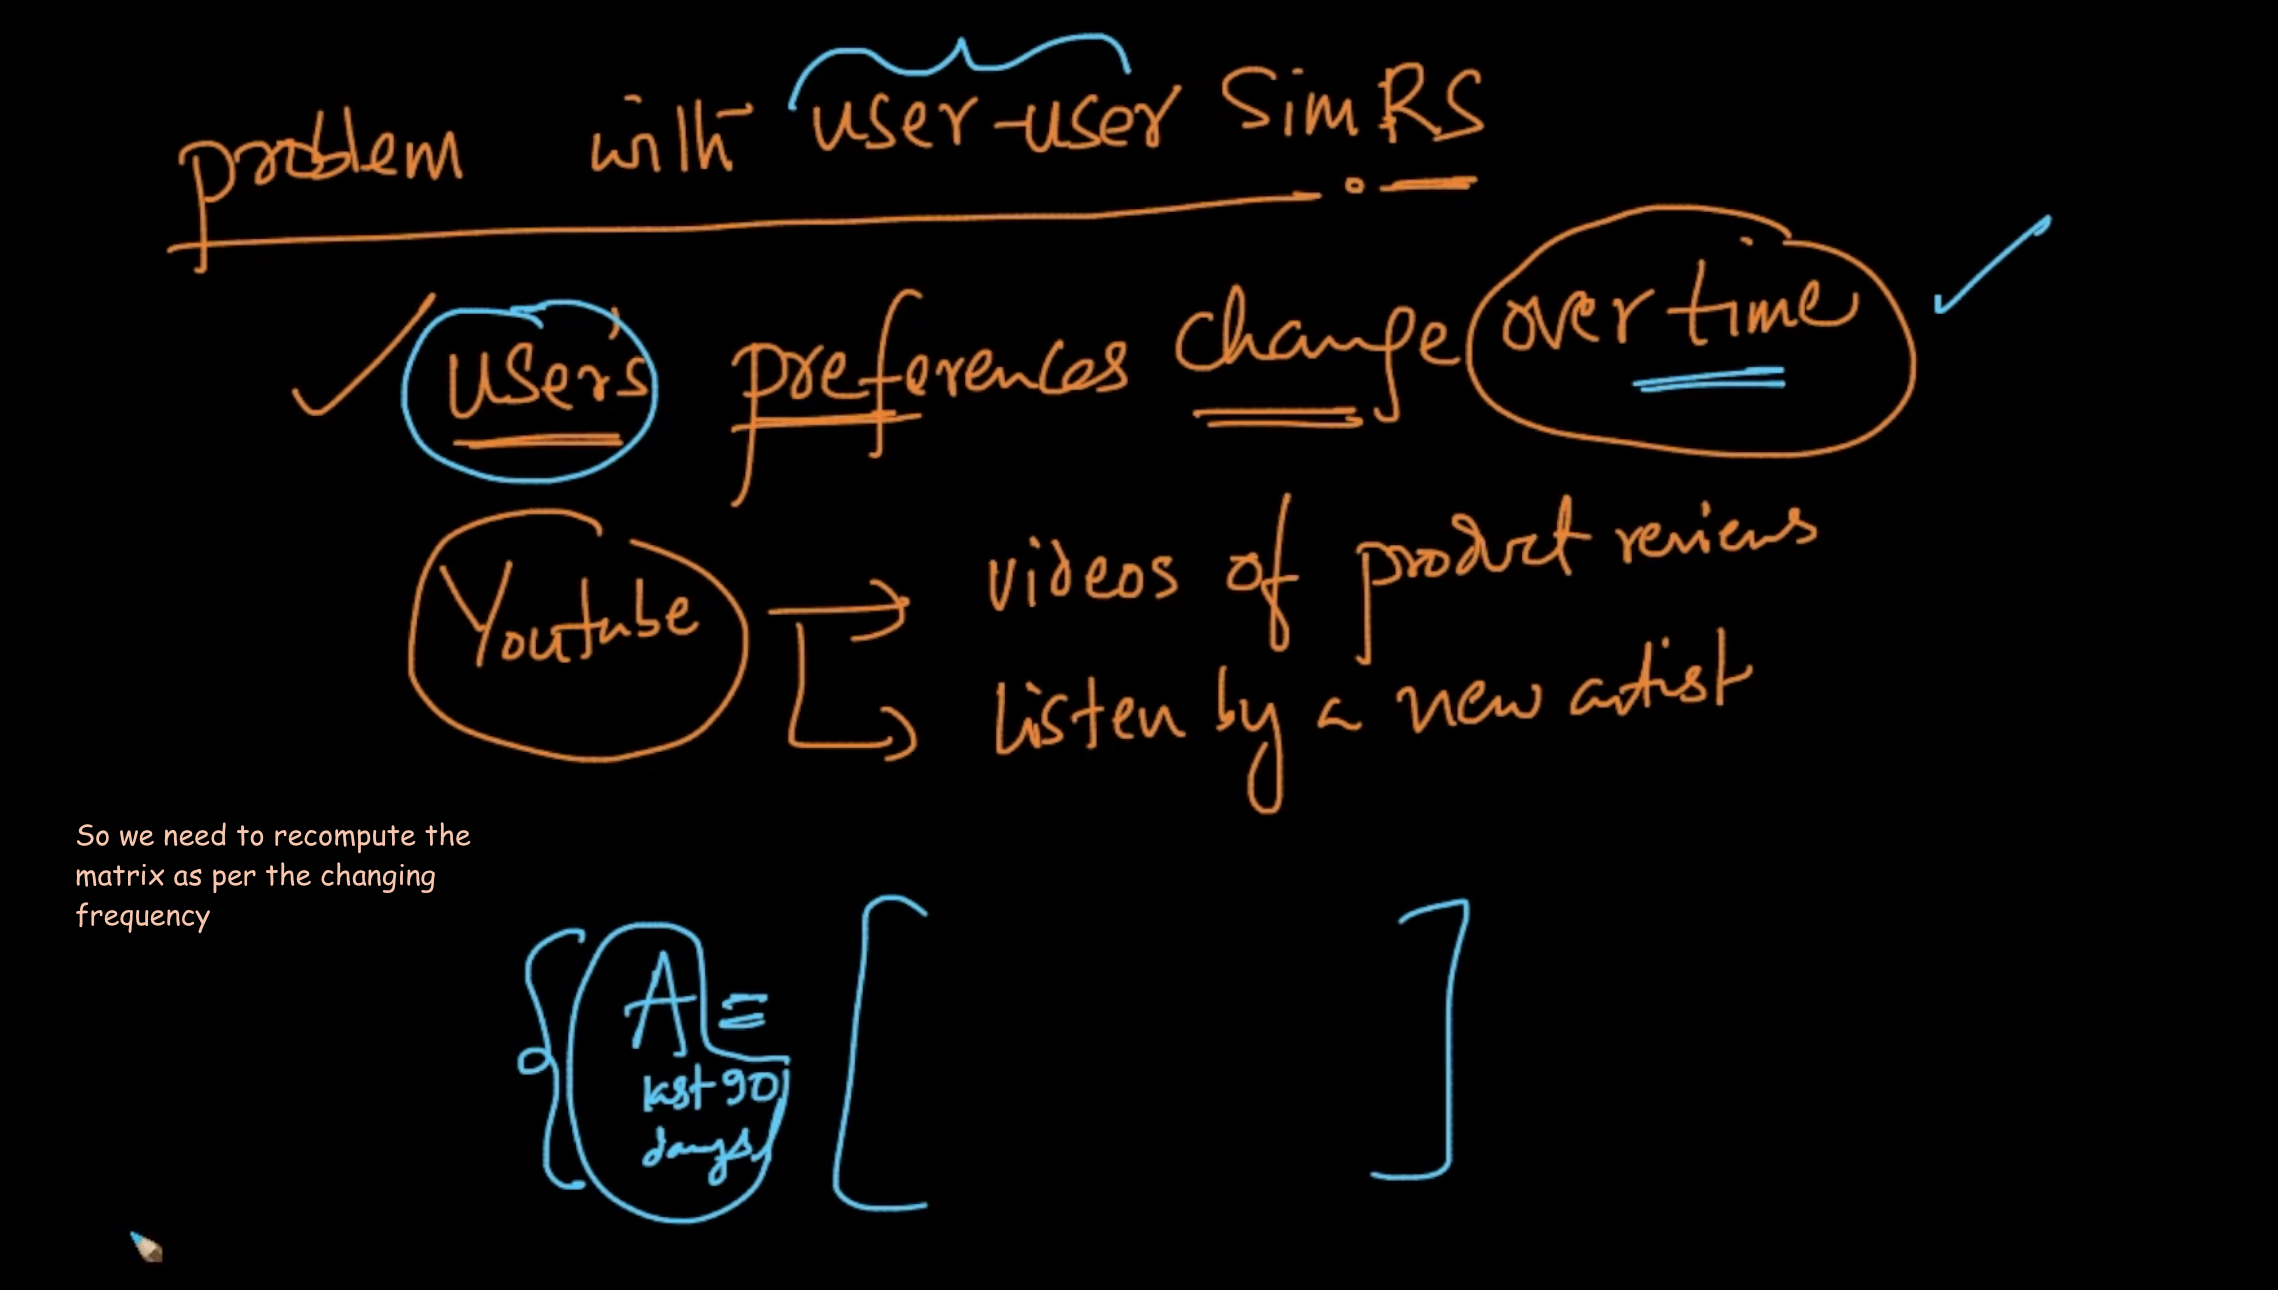 problem with user-user Sim RS
user's preferences change over time
Youtube → videos of product reviews
listen by a new artist
So we need to recompute the
matrix as per the changing
frequency
A =
last 90
days